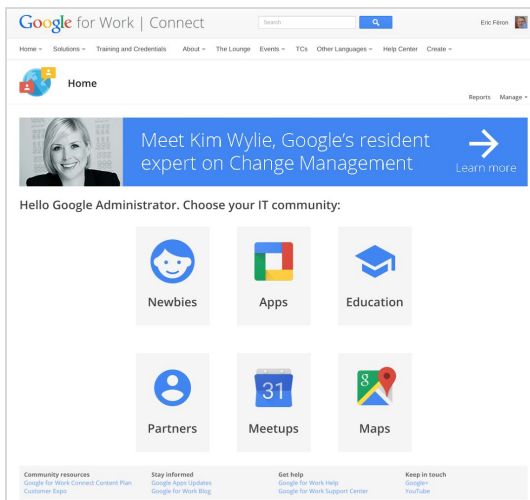 Google for Work | Connect
Search
Eric Féron
Home
Solutions
Training and Credentials
About
The Lounge
Events
TCs
Other Languages
Help Center
Create
Home
Reports
Manage
Meet Kim Wylie, Google's resident
expert on Change Management
Learn more
Hello Google Administrator. Choose your IT community:
Newbies
Apps
Education
31
8
Partners
Meetups
Maps
Community resources
Stay informed
Get help
Keep in touch
Google for Work Connect Content Plan
Google Apps Updates
Google for Work Help
Google+
Customer Expo
Google for Work Blog
Google for Work Support Center
YouTube